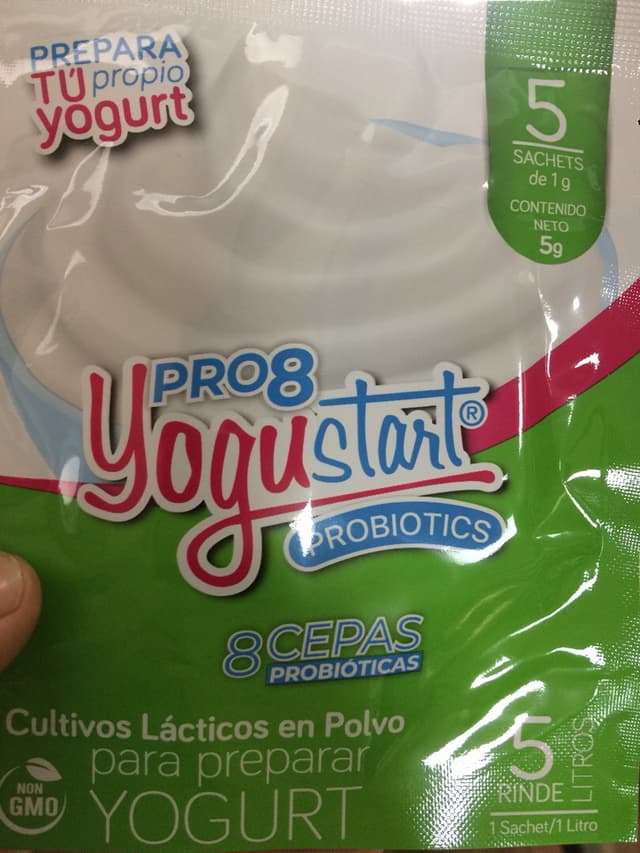 PREPARA
TÚ propio
yogurt
5
SACHETS
de 1 g
CONTENIDO
NETO
5g
PRO8
Yogustart®
PROBIOTICS
8 CEPAS
PROBIÓTICAS
Cultivos Lácticos en Polvo
para preparar
YOGURT
NON
GMO
5
RINDE LITROS
1 Sachet/1 Litro